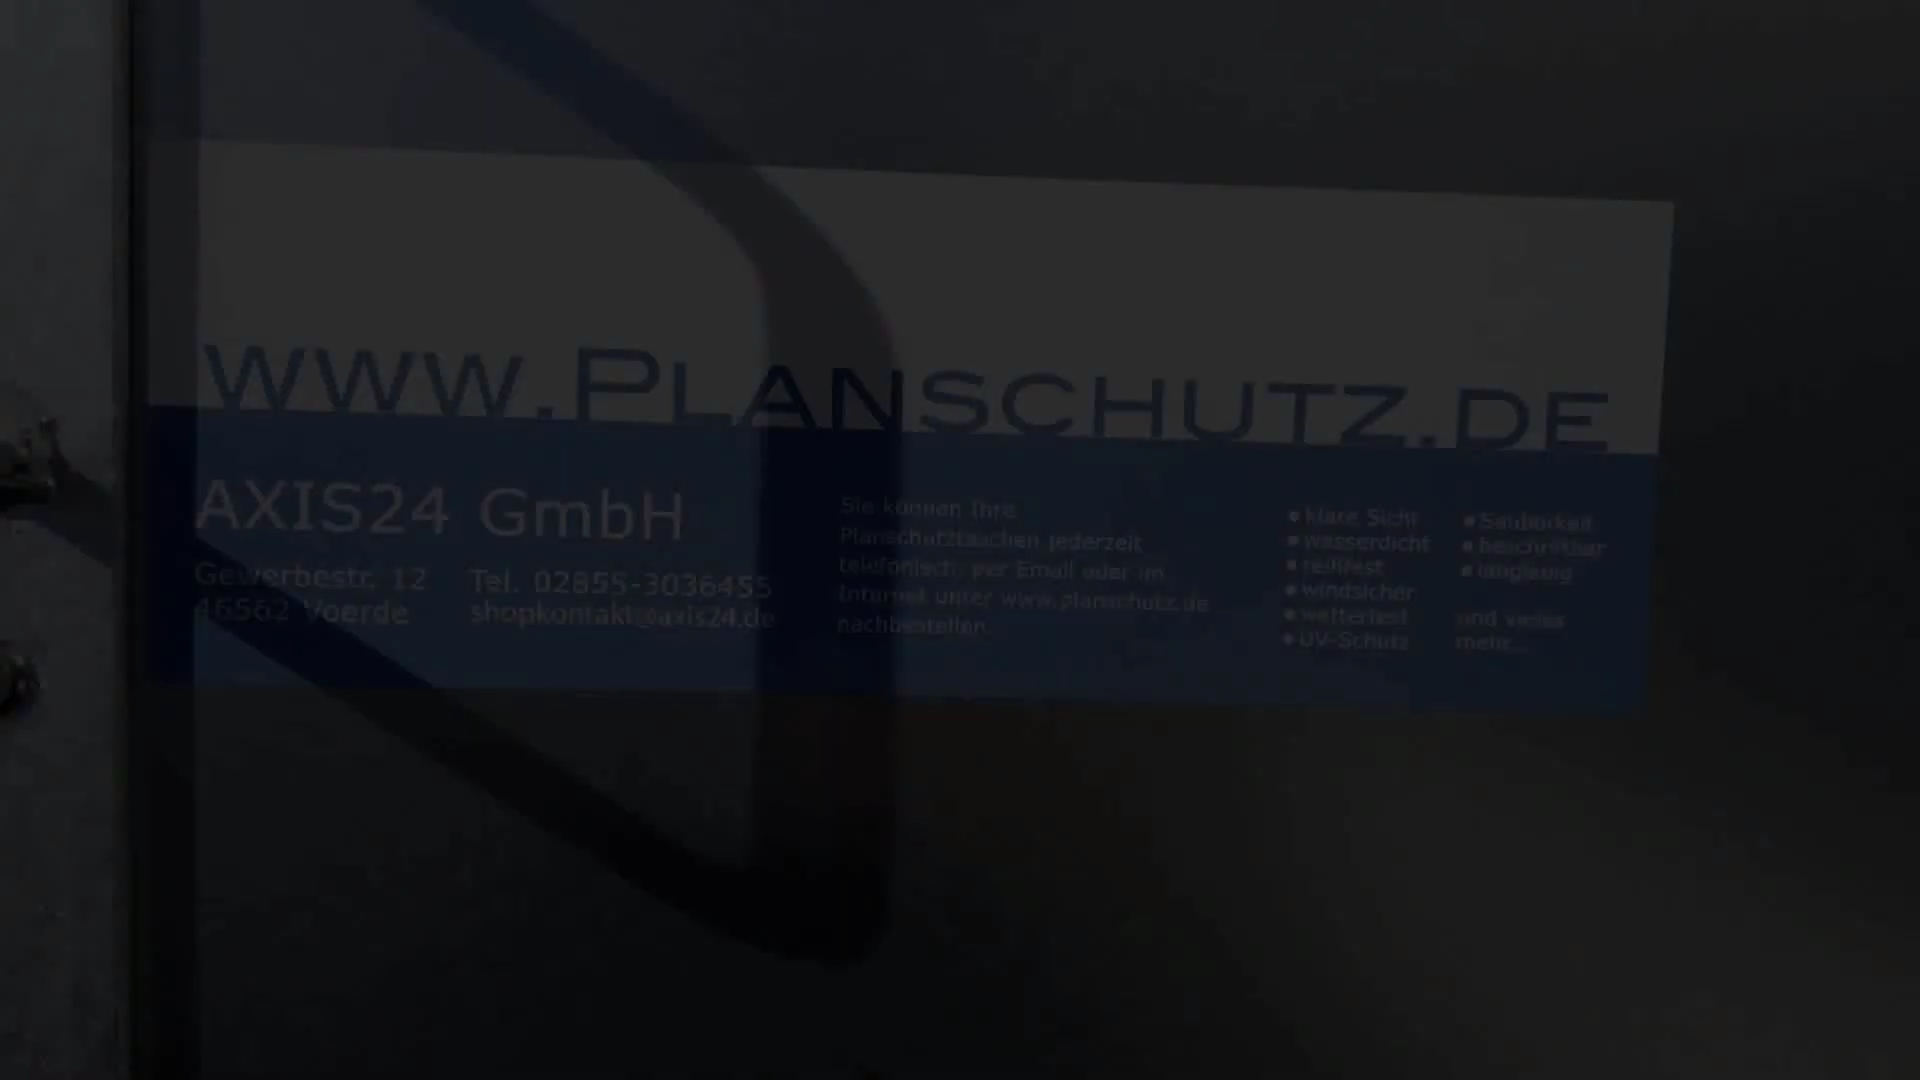 www.Planschutz.de
AXIS24 GmbH
Gewerbestr. 12
46562 Voerde
Tel. 02855-3036455
shopkontakt@axis24.de
Sie können Ihre
Planschutztaschen jederzeit
telefonisch, per Email oder im
Internet unter www.planschutz.de
nachbestellen.
• klare Sicht
• wasserdicht
• reißfest
• windsicher
• wetterfest
• UV-Schutz
• Sauberkeit
• beschriftbar
• langlebig
und vieles
mehr...